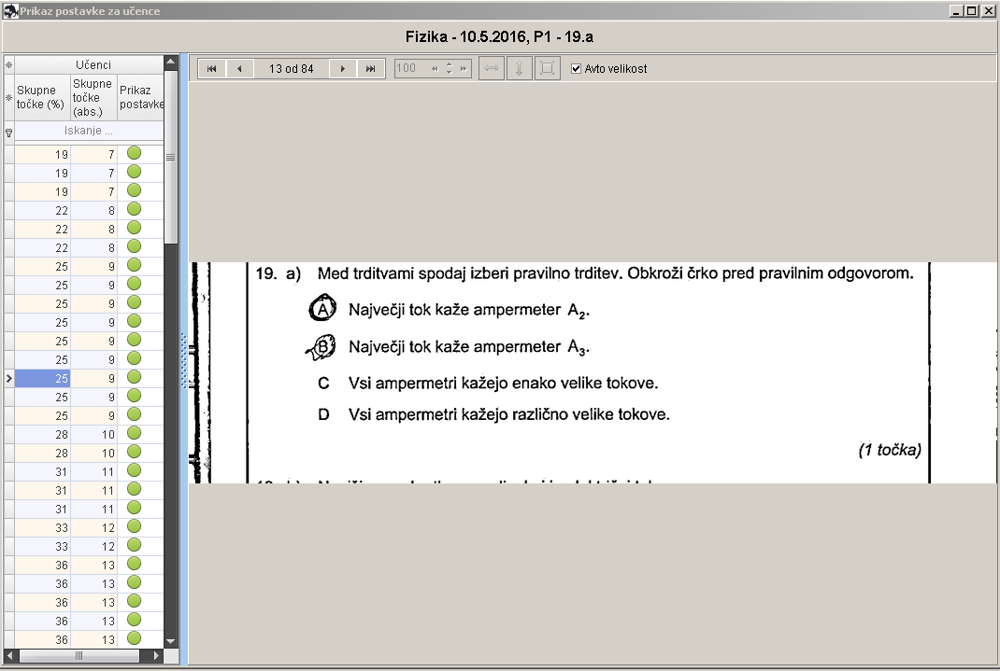 Prikaz postavke za učence
Fizika - 10.5.2016, P1 - 19.a
Učenci
Skupne točke (%)
Skupne točke (abs.)
Prikaz postavke
Iskanje ...
19 7
19 7
19 7
22 8
22 8
22 8
25 9
25 9
25 9
25 9
25 9
25 9
25 9
25 9
25 9
28 10
28 10
31 11
31 11
31 11
33 12
33 12
36 13
36 13
36 13
36 13
36 13
13 od 84
100
Avto velikost
19. a) Med trditvami spodaj izberi pravilno trditev. Obkroži črko pred pravilnim odgovorom.
A Največji tok kaže ampermeter A₂.
B Največji tok kaže ampermeter A₃.
C Vsi ampermetri kažejo enako velike tokove.
D Vsi ampermetri kažejo različno velike tokove.
(1 točka)